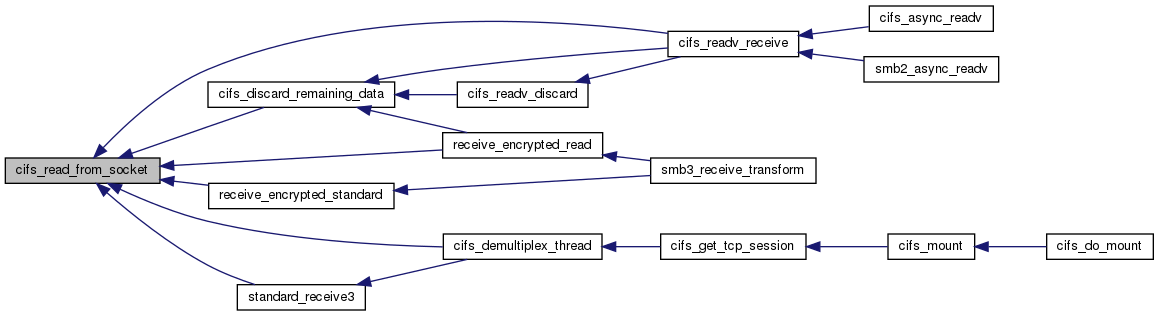 cifs_async_readv
cifs_readv_receive
smb2_async_readv
cifs_discard_remaining_data
cifs_readv_discard
receive_encrypted_read
cifs_read_from_socket
smb3_receive_transform
receive_encrypted_standard
cifs_demultiplex_thread
cifs_get_tcp_session
cifs_mount
cifs_do_mount
standard_receive3